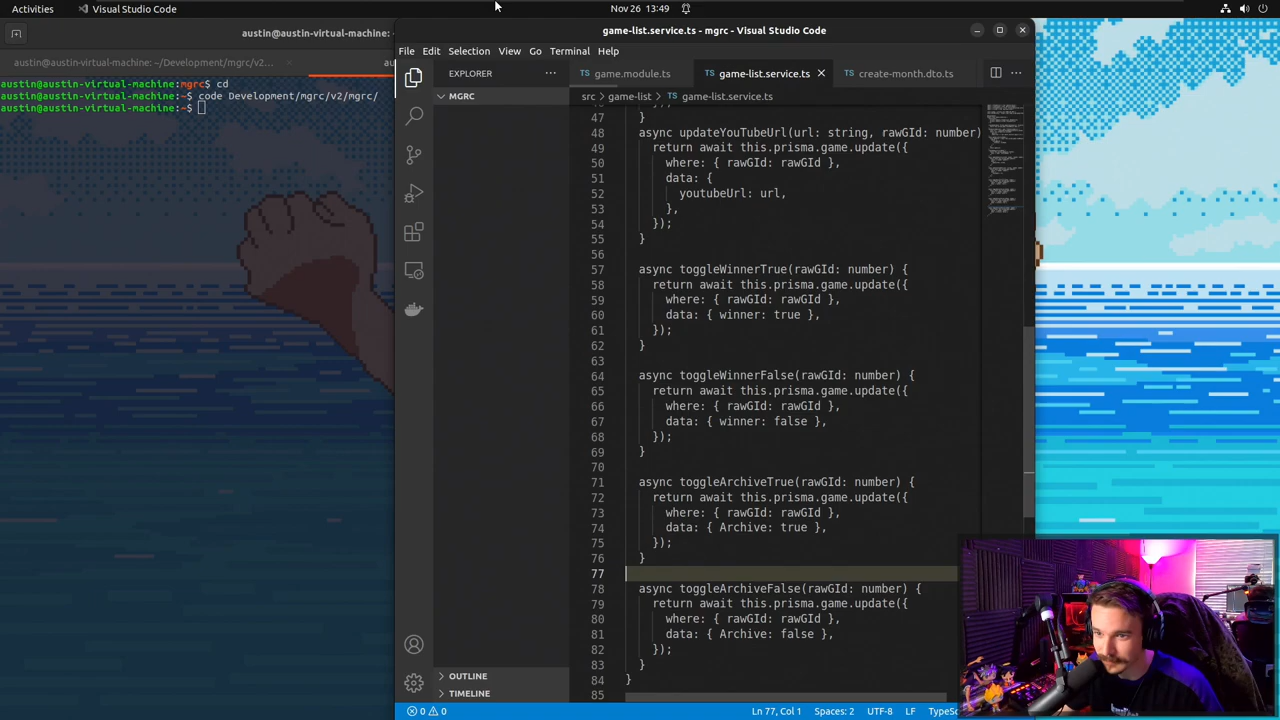 Activities
Visual Studio Code
Nov 26 13:49
austin@austin-virtual-machine: -
austin@austin-virtual-machine: ~/Development/mgrc/v2...
au
austin@austin-virtual-machine:mgrc$ cd
austin@austin-virtual-machine:~$ code Development/mgrc/v2/mgrc/
austin@austin-virtual-machine:~$
game-list.service.ts - mgrc - Visual Studio Code
File Edit Selection View Go Terminal Help
EXPLORER
MGRC
OUTLINE
TIMELINE
game.module.ts
TS game-list.service.ts
TS create-month.dto.ts
src > game-list > TS game-list.service.ts
47 }
48 async updateYouTubeUrl(url: string, rawGId: number)
49 return await this.prisma.game.update({
50 where: { rawGId: rawGId },
51 data: {
52 youtubeUrl: url,
53 },
54 });
55 }
56
57 async toggleWinnerTrue(rawGId: number) {
58 return await this.prisma.game.update({
59 where: { rawGId: rawGId },
60 data: { winner: true },
61 });
62 }
63
64 async toggleWinnerFalse(rawGId: number) {
65 return await this.prisma.game.update({
66 where: { rawGId: rawGId },
67 data: { winner: false },
68 });
69 }
70
71 async toggleArchiveTrue(rawGId: number) {
72 return await this.prisma.game.update({
73 where: { rawGId: rawGId },
74 data: { Archive: true },
75 });
76 }
77
78 async toggleArchiveFalse(rawGId: number) {
79 return await this.prisma.game.update({
80 where: { rawGId: rawGId },
81 data: { Archive: false },
82 });
83 }
84 }
85
0 0
Ln 77, Col 1 Spaces: 2 UTF-8 LF TypeSc